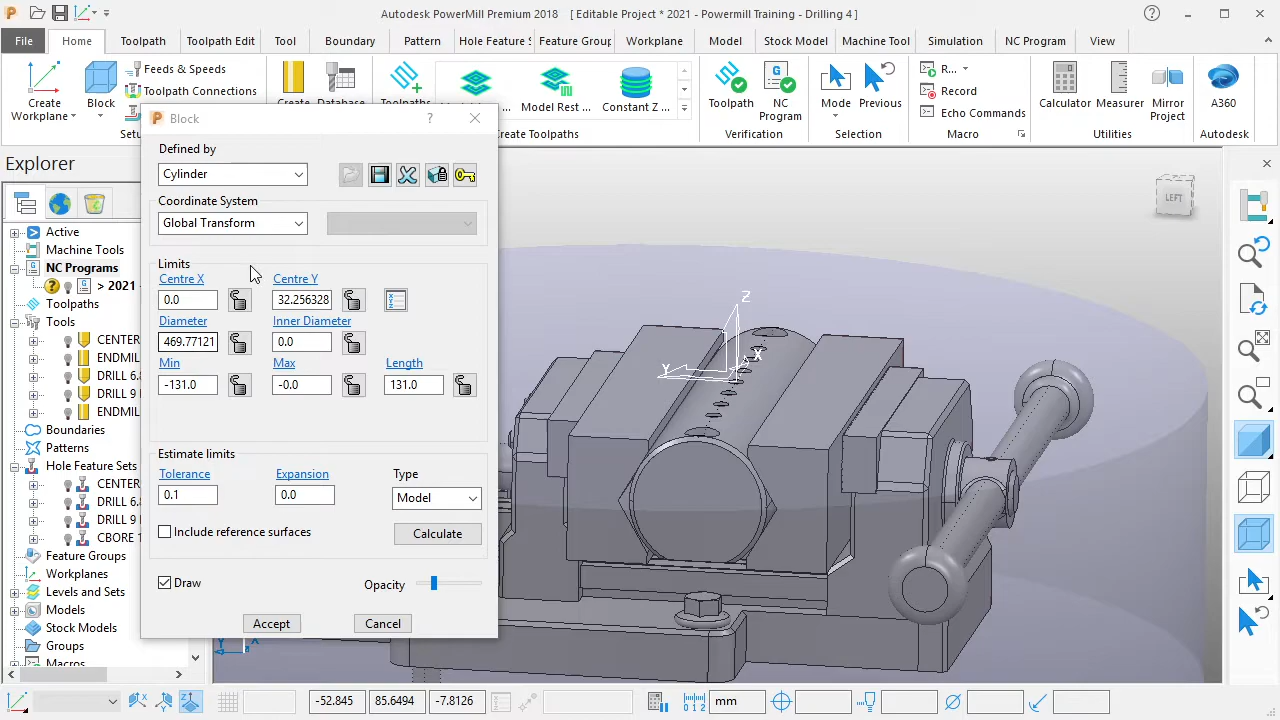 Autodesk PowerMill Premium 2018 [ Editable Project * 2021 - Powermill Training - Drilling 4 ]
File Home Toolpath Toolpath Edit Tool Boundary Pattern Hole Feature S Feature Group Workplane Model Stock Model Machine Tool Simulation NC Program View
Create Workplane
Block
Feeds & Speeds
Toolpath Connections
Setu
Create
Database
Toolpaths
Model Rest ...
Constant Z ...
Create Toolpaths
Toolpath
NC Program
Verification
Mode
Previous
Selection
R...
Record
Echo Commands
Macro
Calculator
Measurer
Mirror Project
Utilities
A360
Autodesk
Explorer
Active
Machine Tools
NC Programs
> 2021
Toolpaths
Tools
CENTER
ENDMIL
DRILL 6.8
DRILL 9 I
ENDMIL
Boundaries
Patterns
Hole Feature Sets
CENTER
DRILL 6.8
DRILL 9 I
CBORE 1
Feature Groups
Workplanes
Levels and Sets
Models
Stock Models
Groups
Macros
Block
?
Defined by
Cylinder
Coordinate System
Global Transform
Limits
Centre X Centre Y
0.0 32.256328
Diameter Inner Diameter
469.77121 0.0
Min Max Length
-131.0 -0.0 131.0
Estimate limits
Tolerance Expansion Type
0.1 0.0 Model
Include reference surfaces
Calculate
Draw
Opacity
Accept Cancel
LEFT
Z
Y
X
X
-52.845 85.6494 -7.8126 mm